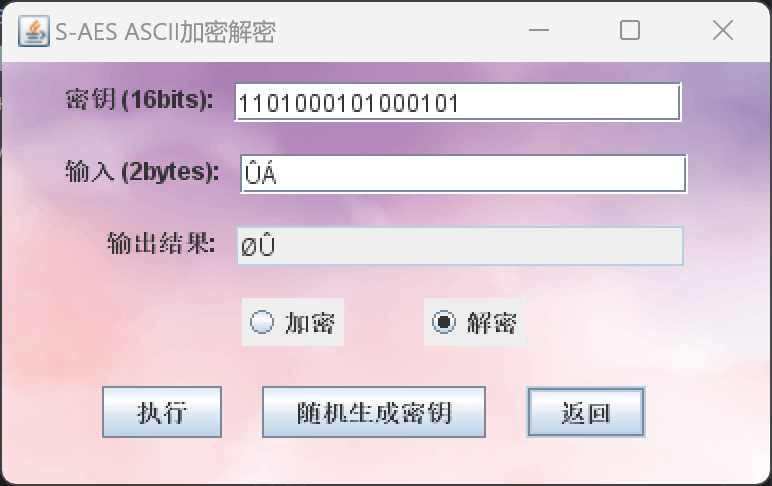 S-AES ASCII加密解密
密钥(16bits): 1101000101000101
输入(2bytes): ÛÁ
输出结果: ØÛ
加密 解密
执行 随机生成密钥 返回